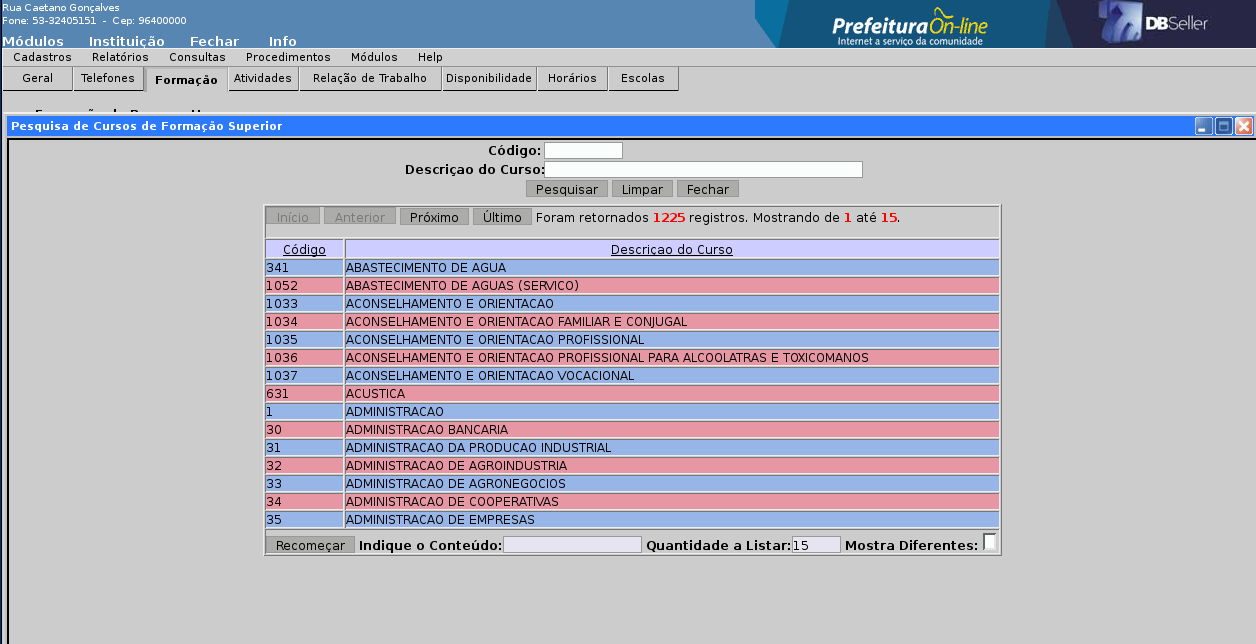 Rua Caetano Gonçalves
Fone: 53-32405151 - Cep: 96400000
Prefeitura On-line
Internet a serviço da comunidade
DBSeller
Módulos Instituição Fechar Info
Cadastros Relatórios Consultas Procedimentos Módulos Help
Geral Telefones Formação Atividades Relação de Trabalho Disponibilidade Horários Escolas
Pesquisa de Cursos de Formação Superior
Código:
Descriçao do Curso:
Pesquisar Limpar Fechar
Início Anterior Próximo Último Foram retornados 1225 registros. Mostrando de 1 até 15.
Código Descriçao do Curso
341 ABASTECIMENTO DE AGUA
1052 ABASTECIMENTO DE AGUAS (SERVICO)
1033 ACONSELHAMENTO E ORIENTACAO
1034 ACONSELHAMENTO E ORIENTACAO FAMILIAR E CONJUGAL
1035 ACONSELHAMENTO E ORIENTACAO PROFISSIONAL
1036 ACONSELHAMENTO E ORIENTACAO PROFISSIONAL PARA ALCOOLATRAS E TOXICOMANOS
1037 ACONSELHAMENTO E ORIENTACAO VOCACIONAL
631 ACUSTICA
1 ADMINISTRACAO
30 ADMINISTRACAO BANCARIA
31 ADMINISTRACAO DA PRODUCAO INDUSTRIAL
32 ADMINISTRACAO DE AGROINDUSTRIA
33 ADMINISTRACAO DE AGRONEGOCIOS
34 ADMINISTRACAO DE COOPERATIVAS
35 ADMINISTRACAO DE EMPRESAS
Recomeçar Indique o Conteúdo: Quantidade a Listar: 15 Mostra Diferentes: